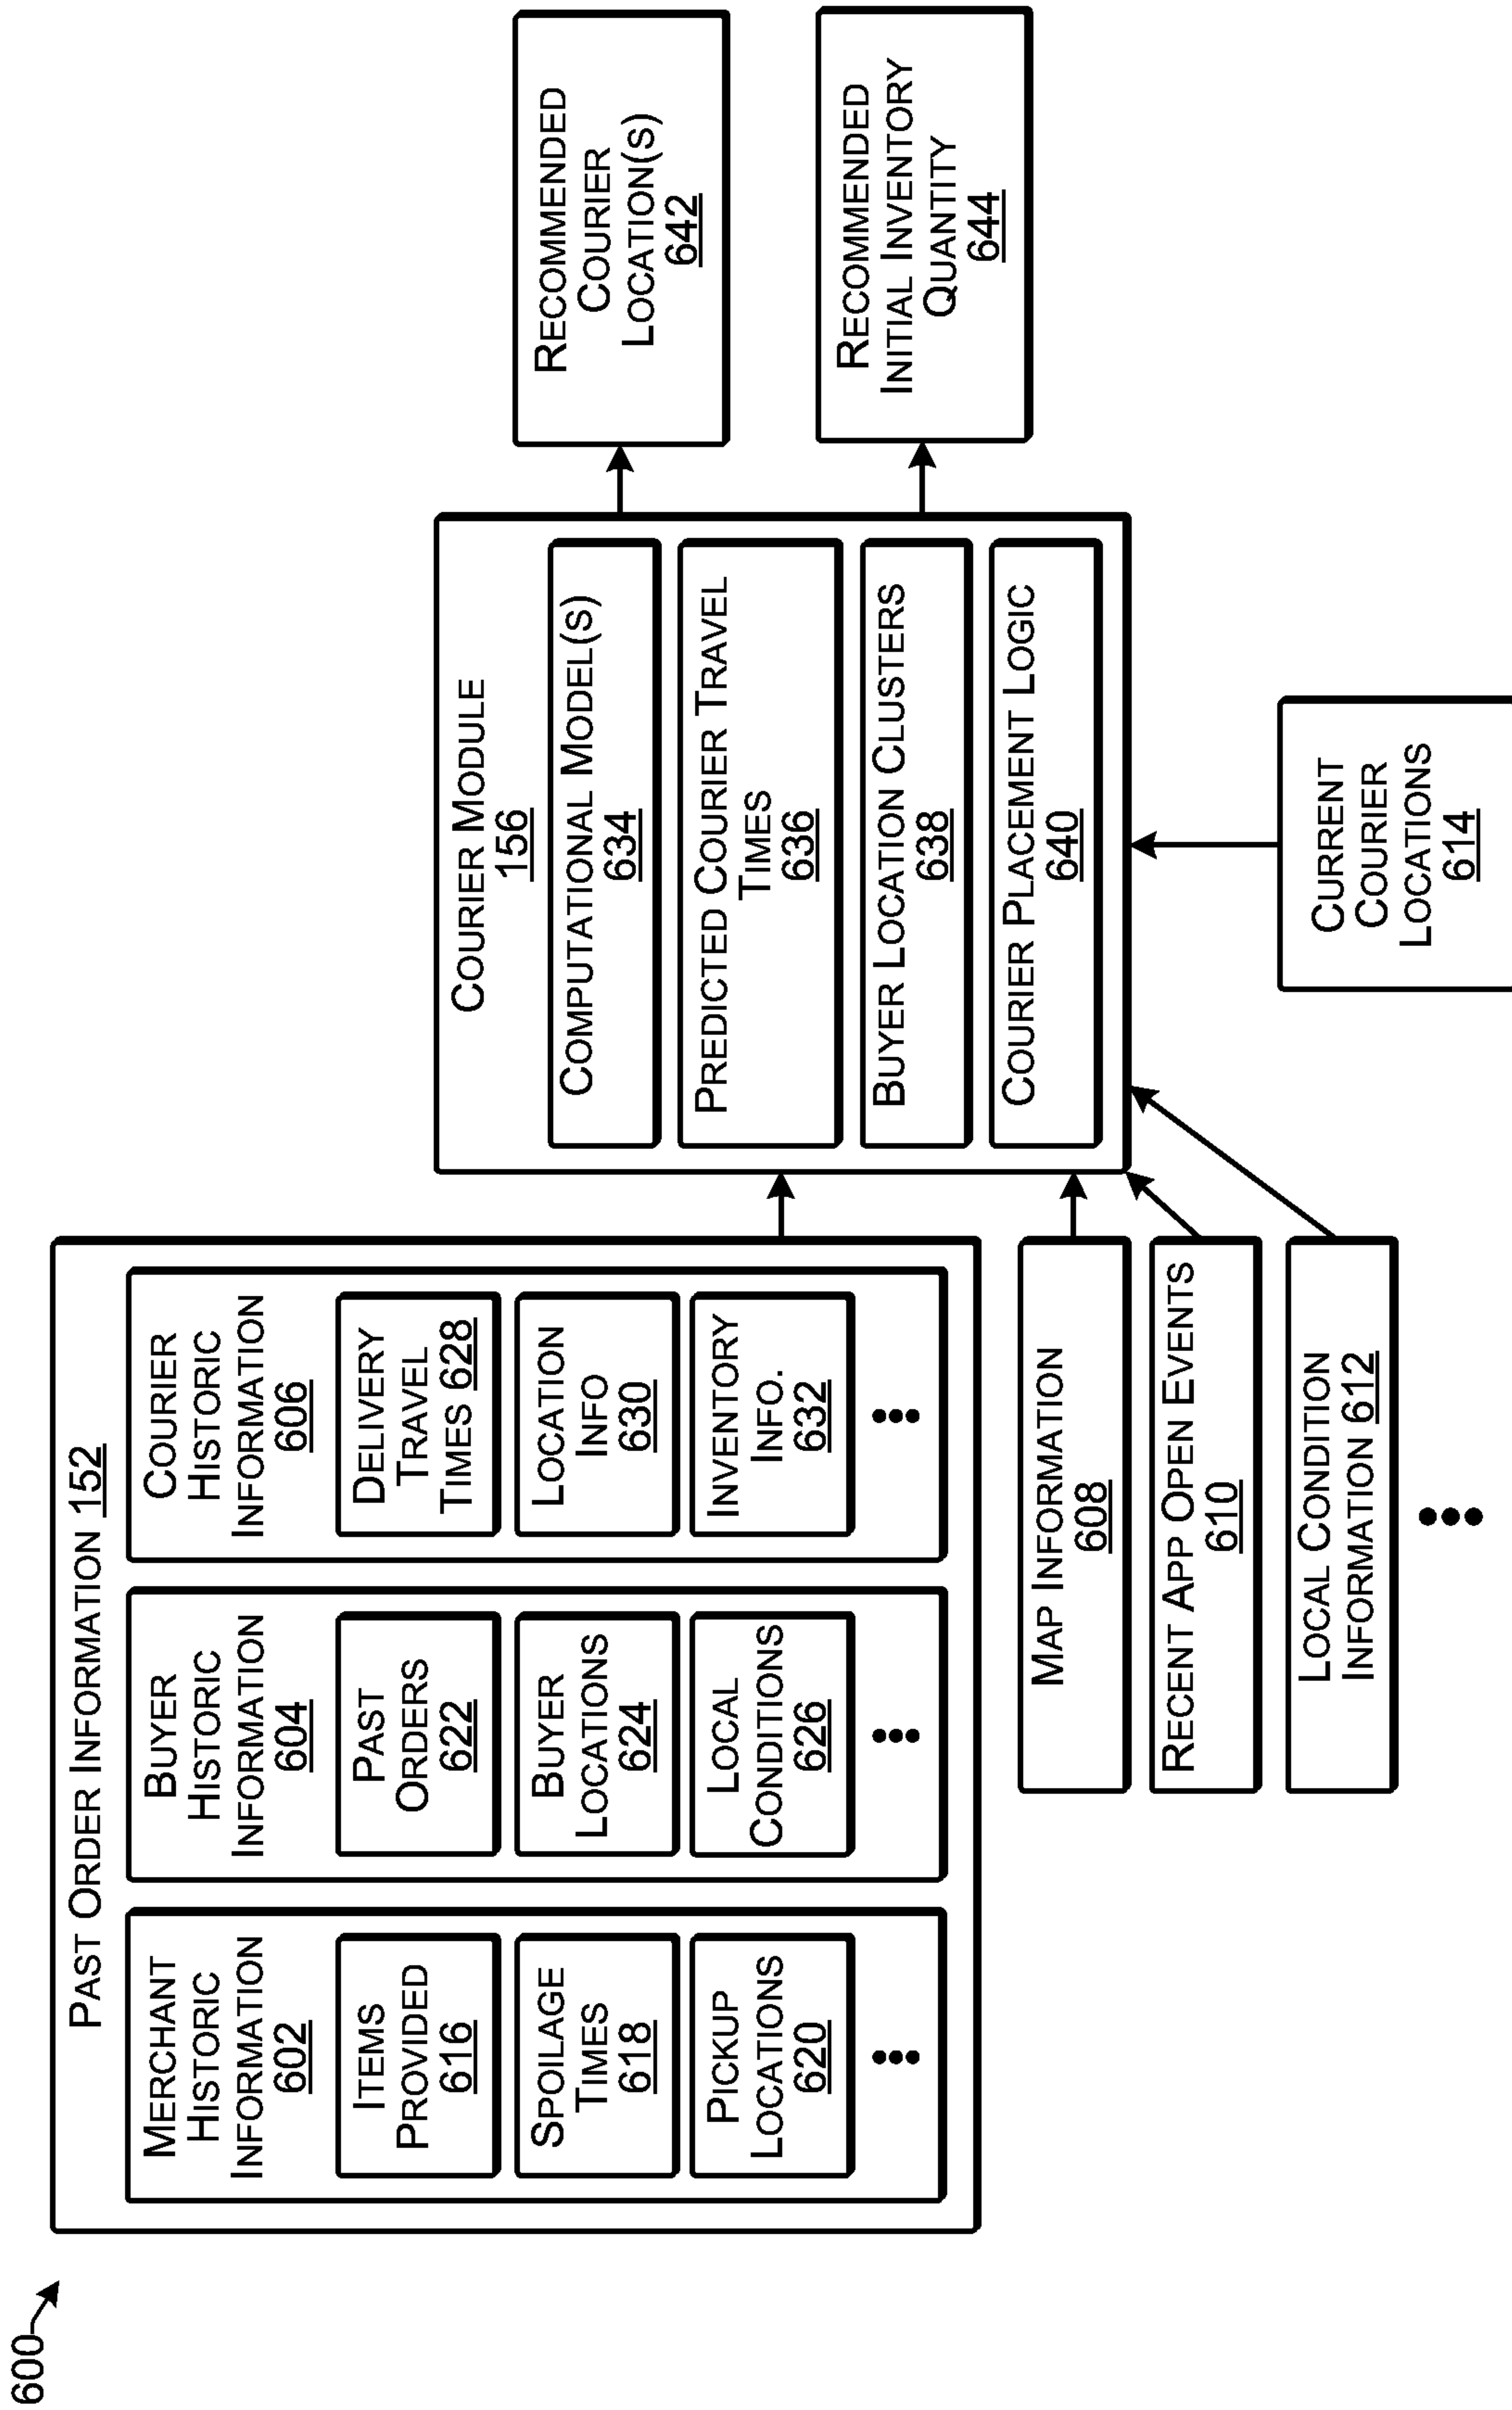 600
PAST ORDER INFORMATION 152
MERCHANT
HISTORIC
INFORMATION
602
ITEMS
PROVIDED
616
SPOILAGE
TIMES
618
PICKUP
LOCATIONS
620
BUYER
HISTORIC
INFORMATION
604
PAST
ORDERS
622
BUYER
LOCATIONS
624
LOCAL
CONDITIONS
626
COURIER
HISTORIC
INFORMATION
606
DELIVERY
TRAVEL
TIMES 628
LOCATION
INFO
630
INVENTORY
INFO.
632
MAP INFORMATION
608
RECENT APP OPEN EVENTS
610
LOCAL CONDITION
INFORMATION 612
COURIER MODULE
156
COMPUTATIONAL MODEL(S)
634
PREDICTED COURIER TRAVEL
TIMES
636
BUYER LOCATION CLUSTERS
638
COURIER PLACEMENT LOGIC
640
CURRENT
COURIER
LOCATIONS
614
RECOMMENDED
COURIER
LOCATION(S)
642
RECOMMENDED
INITIAL INVENTORY
QUANTITY
644